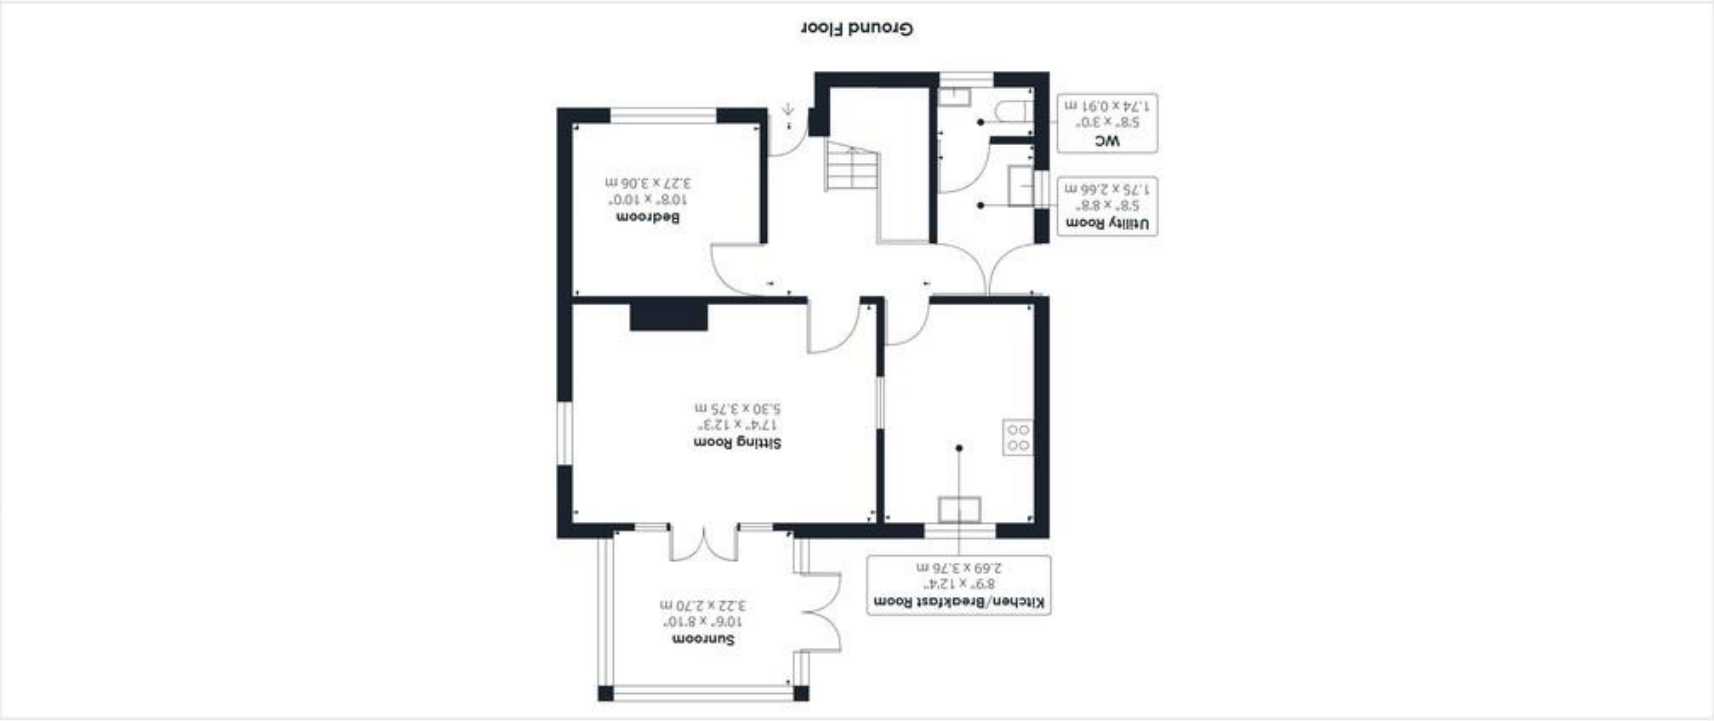 Sunroom
10'6" x 8'10"
3.22 x 2.70 m
Kitchen/Breakfast Room
8'9" x 12'4"
2.69 x 3.76 m
Sitting Room
17'4" x 12'3"
5.30 x 3.75 m
Utility Room
5'8" x 8'8"
1.75 x 2.66 m
Bedroom
10'8" x 10'0"
3.27 x 3.06 m
WC
5'8" x 3'0"
1.74 x 0.91 m
Ground Floor